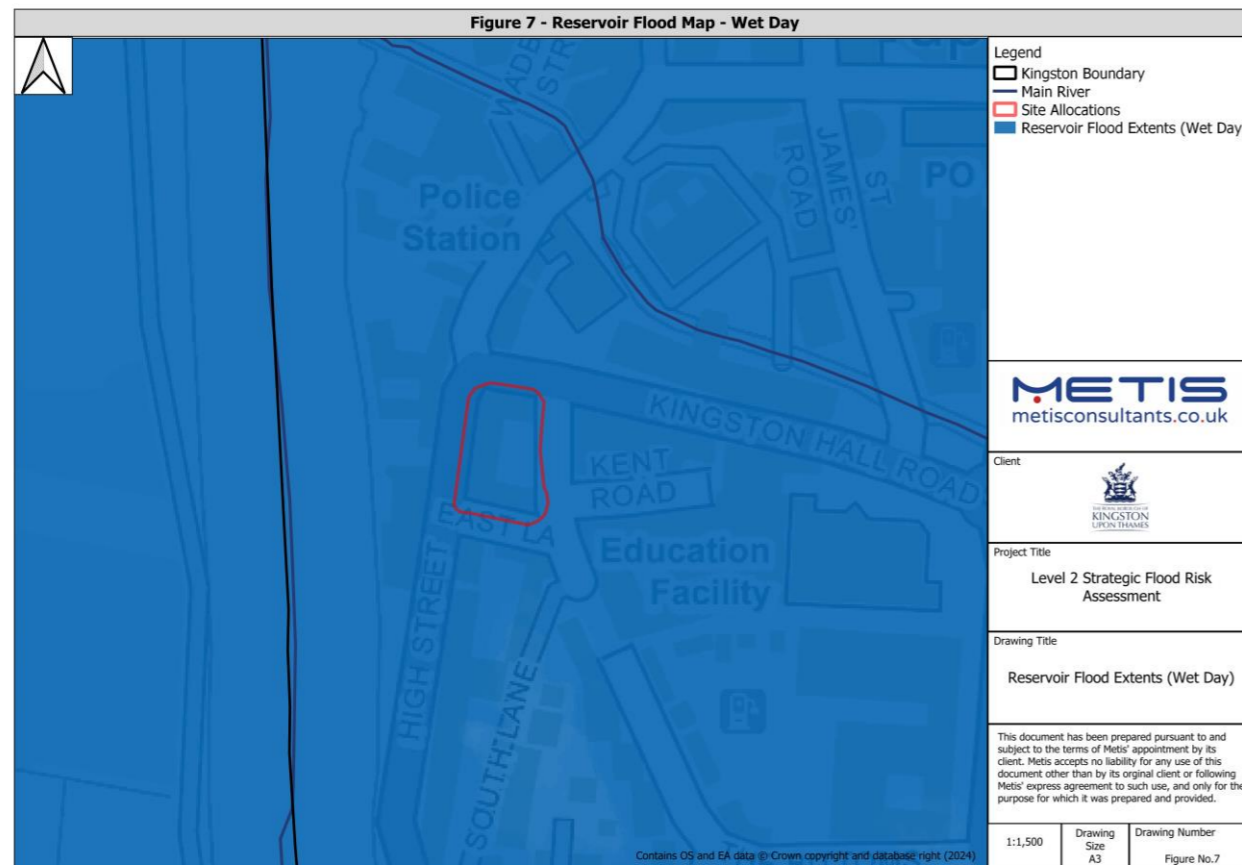 Figure 7 - Reservoir Flood Map - Wet Day
WADE
STR
Police
Station
JAMES'
ROAD
ST
PO
KINGSTON HALL ROAD
KENT
ROAD
EAST LA
HIGH STREET
Education
Facility
SOUTH LANE
Contains OS and EA data © Crown copyright and database right (2024)
Legend
Kingston Boundary
Main River
Site Allocations
Reservoir Flood Extents (Wet Day
METIS
metisconsultants.co.uk
Client
THE ROYAL BOROUGH OF
KINGSTON
UPON THAMES
Project Title
Level 2 Strategic Flood Risk
Assessment
Drawing Title
Reservoir Flood Extents (Wet Day)
This document has been prepared pursuant to and
subject to the terms of Metis' appointment by its
client. Metis accepts no liability for any use of this
document other than by its orginal client or following
Metis' express agreement to such use, and only for the
purpose for which it was prepared and provided.
1:1,500
Drawing
Size
A3
Drawing Number
Figure No.7